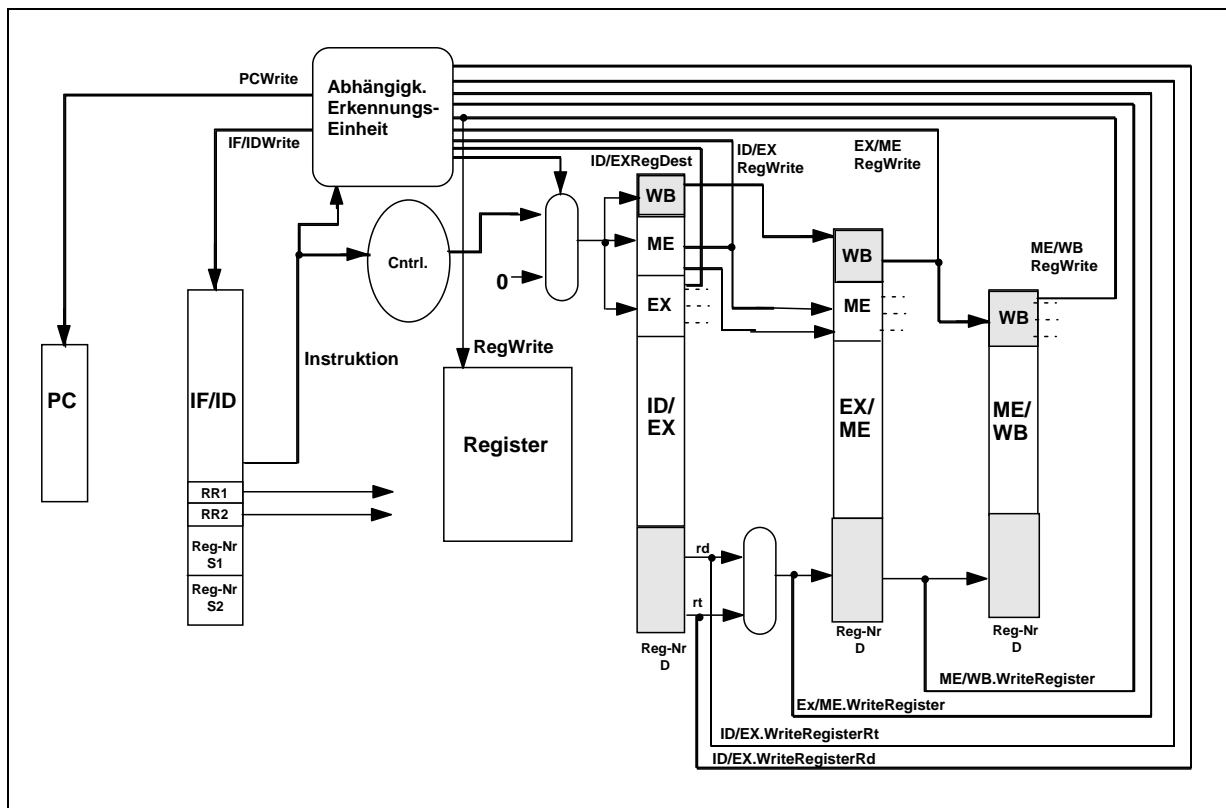 PCWrite
Abhängigk.
Erkennungs-
Einheit
IF/IDWrite
ID/EXRegDest
ID/EX
RegWrite
EX/ME
RegWrite
ME/WB
RegWrite
WB
ME
EX
WB
ME
WB
Cntrl.
0
Instruktion
RegWrite
PC
IF/ID
Register
ID/
EX
EX/
ME
ME/
WB
RR1
RR2
Reg-Nr
S1
Reg-Nr
S2
rd
rt
Reg-Nr
D
Reg-Nr
D
Reg-Nr
D
ME/WB.WriteRegister
Ex/ME.WriteRegister
ID/EX.WriteRegisterRt
ID/EX.WriteRegisterRd